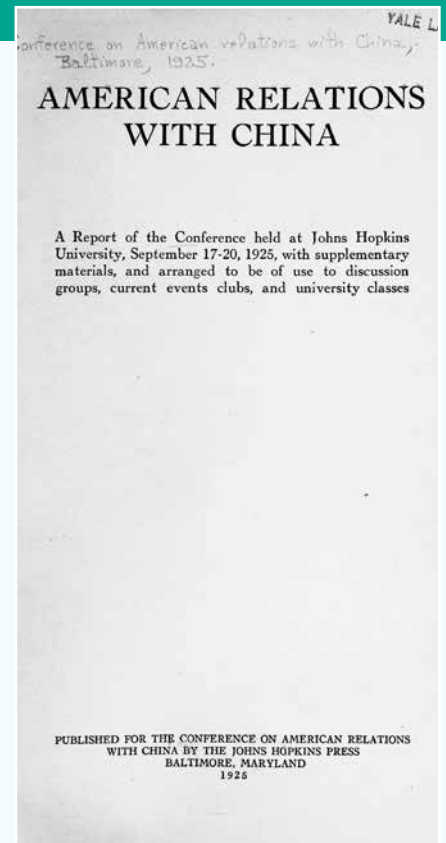 YALE L
Conference on American relations with China,
Baltimore, 1925.
AMERICAN RELATIONS
WITH CHINA
A Report of the Conference held at Johns Hopkins
University, September 17-20, 1925, with supplementary
materials, and arranged to be of use to discussion
groups, current events clubs, and university classes
PUBLISHED FOR THE CONFERENCE ON AMERICAN RELATIONS
WITH CHINA BY THE JOHNS HOPKINS PRESS
BALTIMORE, MARYLAND
1925